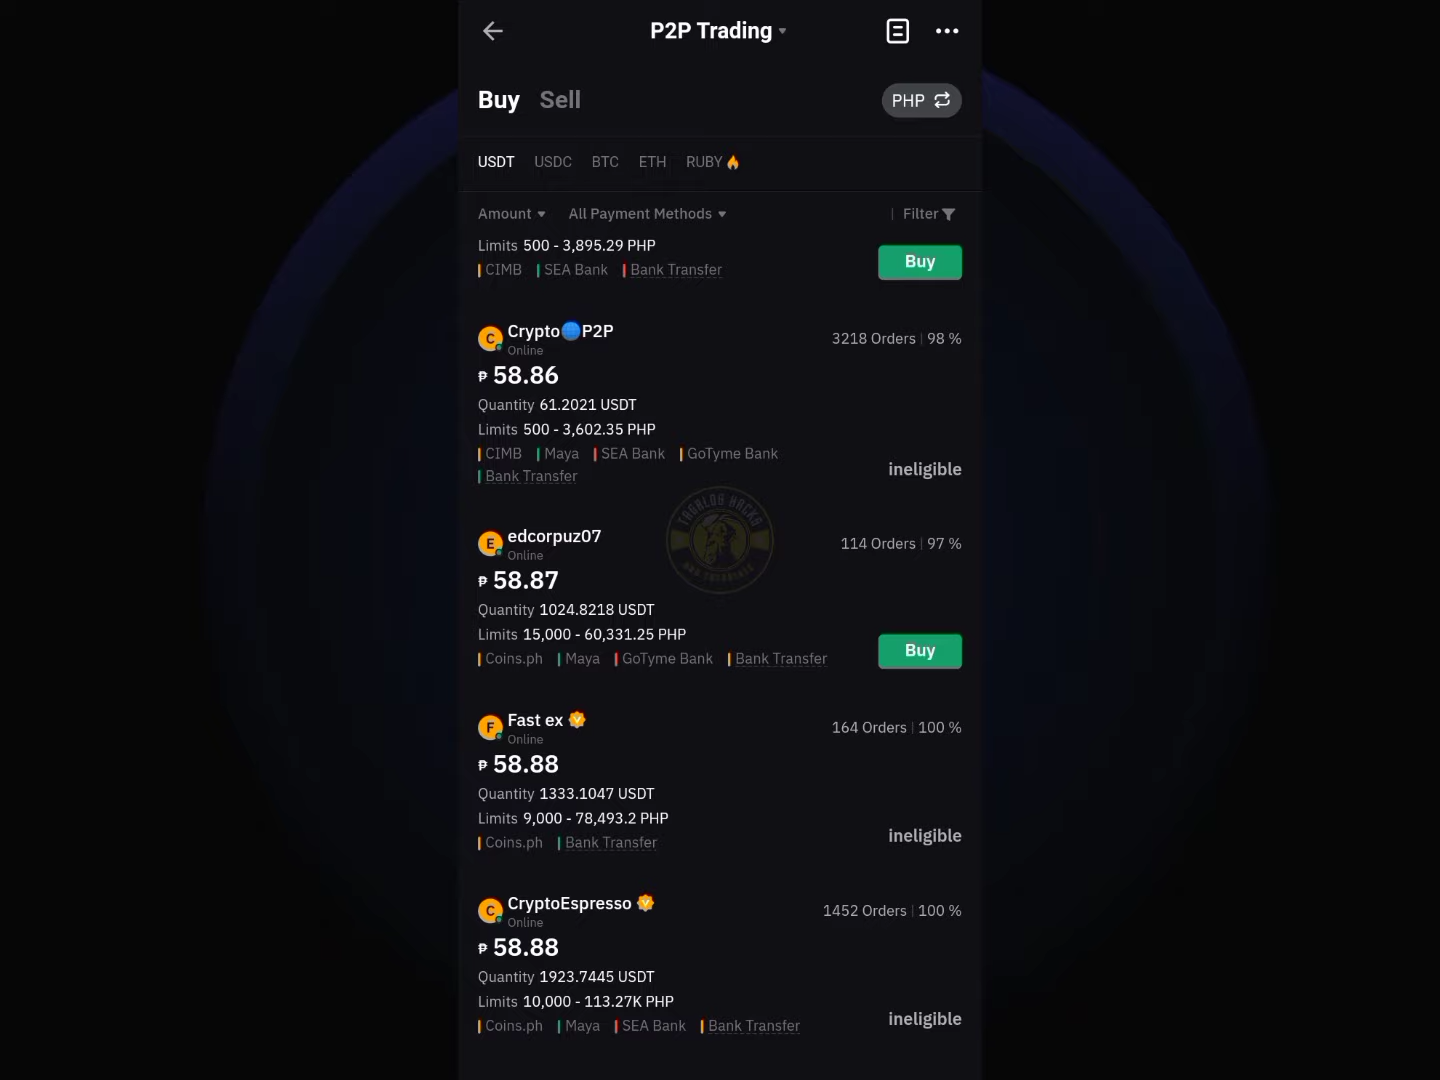 P2P Trading
Buy Sell PHP
USDT USDC BTC ETH RUBY🔥
Amount All Payment Methods | Filter
Limits 500 - 3,895.29 PHP
CIMB SEA Bank Bank Transfer
Buy
Crypto🌐P2P
3218 Orders | 98 %
C
Online
₱ 58.86
Quantity 61.2021 USDT
Limits 500 - 3,602.35 PHP
CIMB Maya SEA Bank GoTyme Bank
Bank Transfer
ineligible
TAGALOG HACKS
edcorpuz07
114 Orders | 97 %
E
Online
₱ 58.87
Quantity 1024.8218 USDT
Limits 15,000 - 60,331.25 PHP
Coins.ph Maya GoTyme Bank Bank Transfer
Buy
Fast ex
164 Orders | 100 %
F
Online
₱ 58.88
Quantity 1333.1047 USDT
Limits 9,000 - 78,493.2 PHP
Coins.ph Bank Transfer
ineligible
CryptoEspresso
1452 Orders | 100 %
C
Online
₱ 58.88
Quantity 1923.7445 USDT
Limits 10,000 - 113.27K PHP
Coins.ph Maya SEA Bank Bank Transfer
ineligible